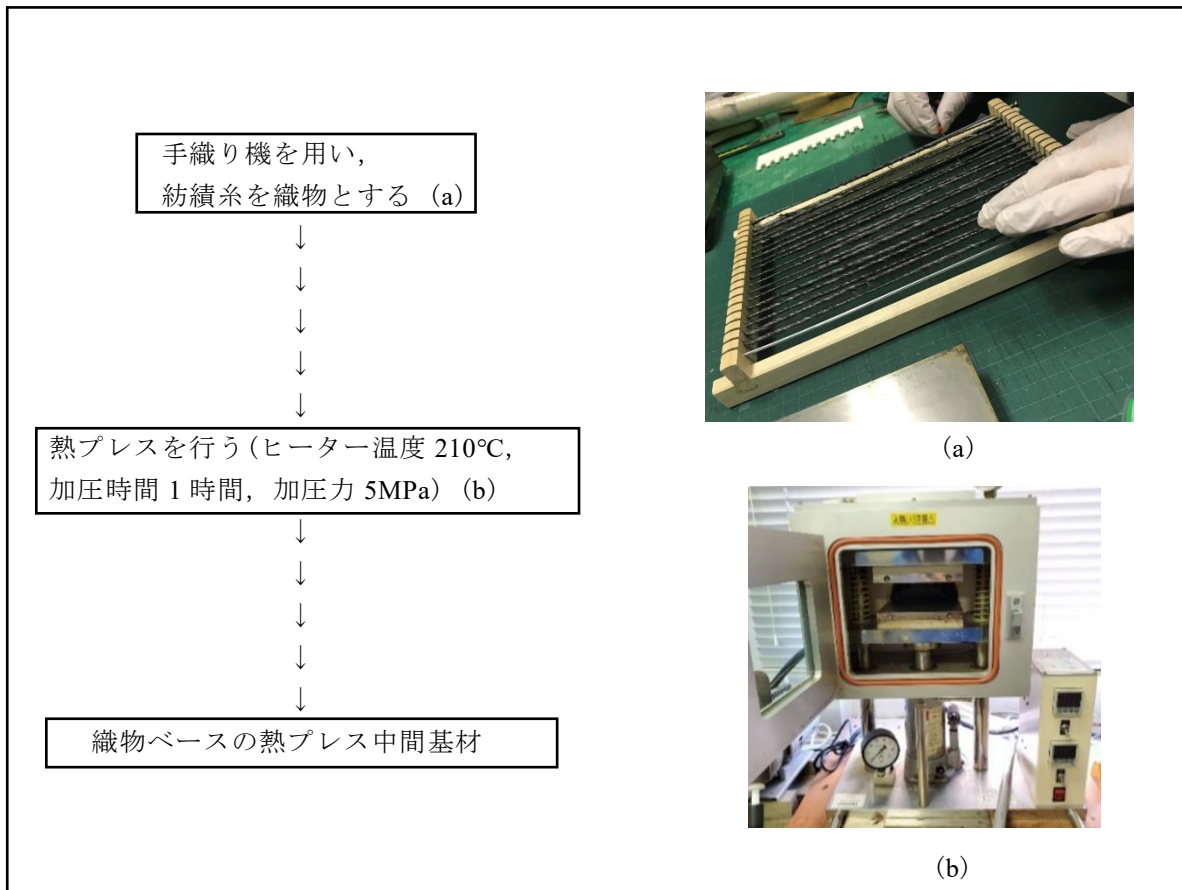 手織り機を用い,
紡績糸を織物とする (a)
↓
↓
↓
↓
↓
熱プレスを行う(ヒーター温度 210℃,
加圧時間 1 時間, 加圧力 5MPa) (b)
↓
↓
↓
↓
↓
織物ベースの熱プレス中間基材
(a)
(b)